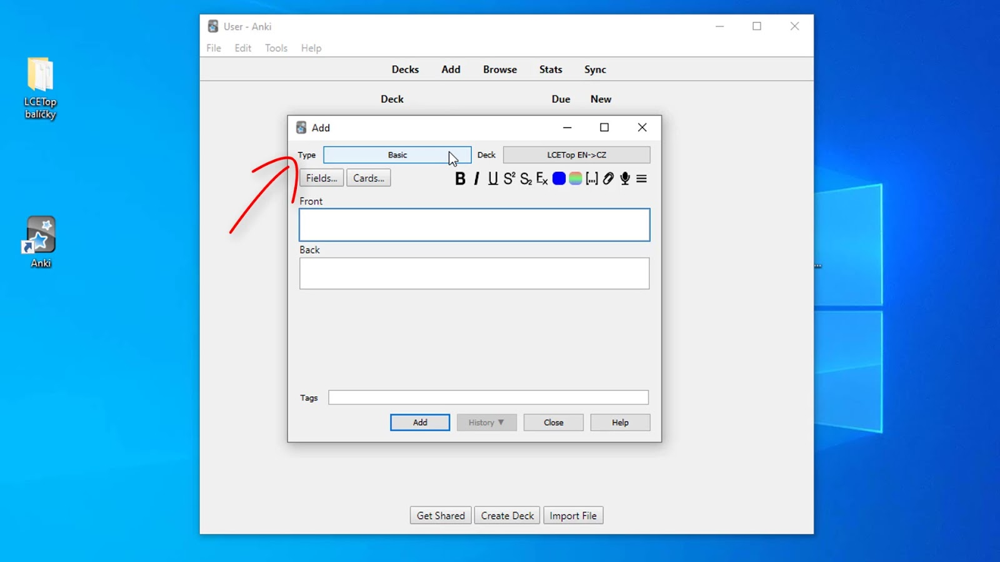 User - Anki
File Edit Tools Help
Decks Add Browse Stats Sync
Deck Due New
Add
Type Basic Deck LCETop EN->CZ
Fields... Cards... B I U S² S₂ Ex [...]
Front
Back
Tags
Add History ▼ Close Help
Get Shared Create Deck Import File
LCETop
balíčky
Anki
...